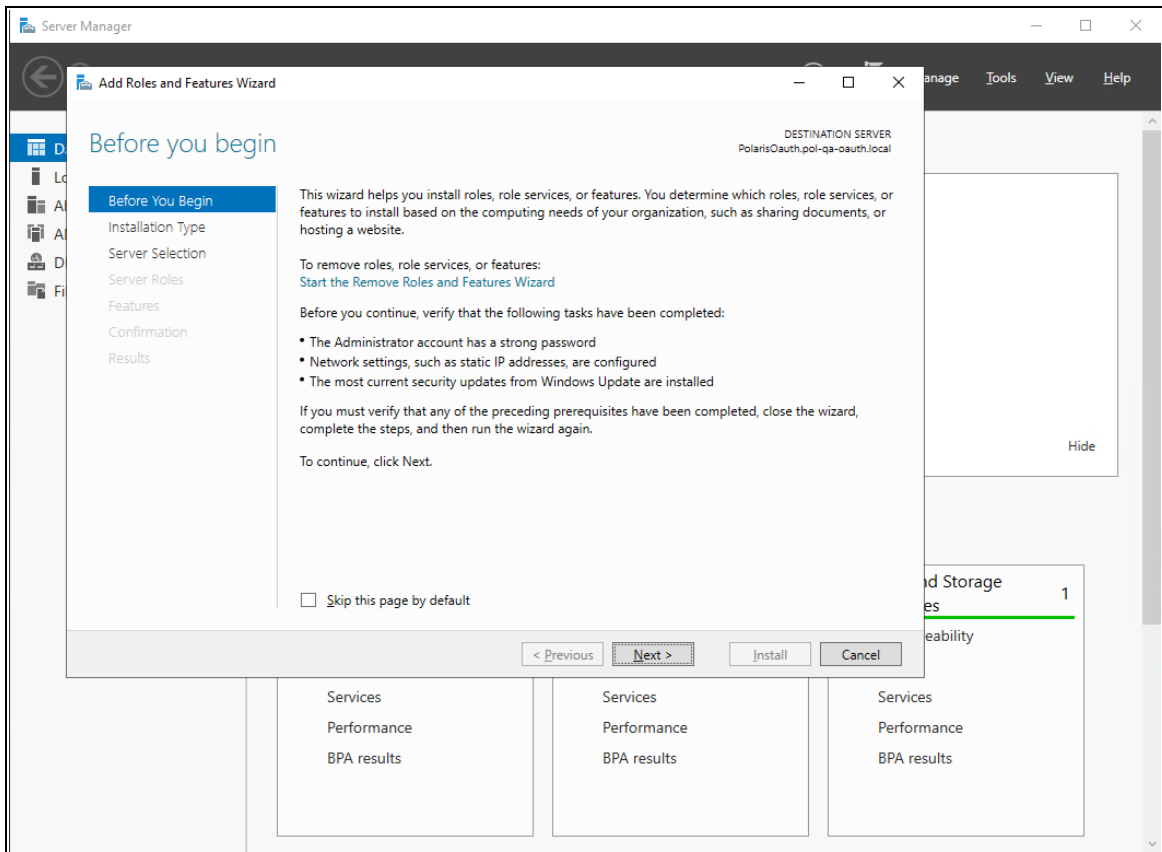 Server Manager
Add Roles and Features Wizard
Tools
View
Help
Before you begin
DESTINATION SERVER
PolarisOauth.pol-qa-oauth.local
Before You Begin
Installation Type
Server Selection
Server Roles
Features
Confirmation
Results
This wizard helps you install roles, role services, or features. You determine which roles, role services, or
features to install based on the computing needs of your organization, such as sharing documents, or
hosting a website.
To remove roles, role services, or features:
Start the Remove Roles and Features Wizard
Before you continue, verify that the following tasks have been completed:
• The Administrator account has a strong password
• Network settings, such as static IP addresses, are configured
• The most current security updates from Windows Update are installed
If you must verify that any of the preceding prerequisites have been completed, close the wizard,
complete the steps, and then run the wizard again.
To continue, click Next.
Hide
Skip this page by default
< Previous
Next >
Install
Cancel
Storage
1
Services
Services
Services
Performance
Performance
Performance
BPA results
BPA results
BPA results